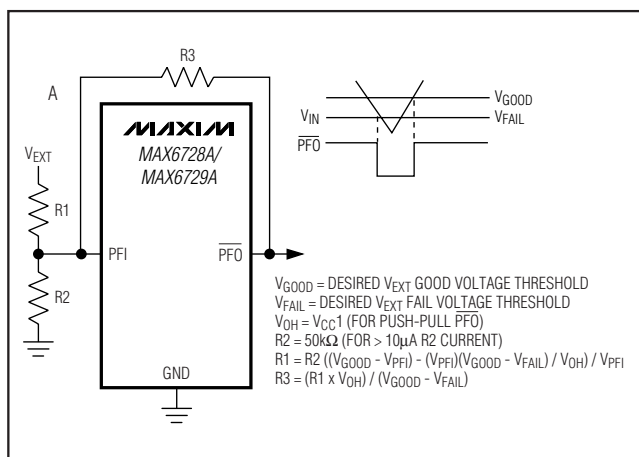 R3
A
MAXIM
MAX6728A/
MAX6729A
VEXT
R1
PFI
PFO
R2
GND
VGOOD
VIN
VFAIL
PFO
VGOOD = DESIRED VEXT GOOD VOLTAGE THRESHOLD
VFAIL = DESIRED VEXT FAIL VOLTAGE THRESHOLD
VOH = VCC1 (FOR PUSH-PULL PFO)
R2 = 50kΩ (FOR > 10µA R2 CURRENT)
R1 = R2 ((VGOOD - VPFI) - (VPFI)(VGOOD - VFAIL) / VOH) / VPFI
R3 = (R1 x VOH) / (VGOOD - VFAIL)